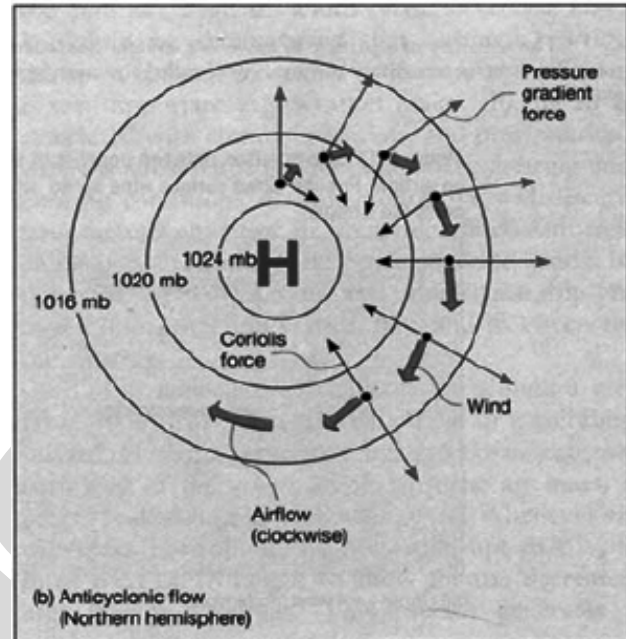 Pressure
gradient
force
1024 mb
H
1020 mb
1016 mb
Coriolis
force
Wind
Airflow
(clockwise)
(b) Anticyclonic flow
(Northern hemisphere)